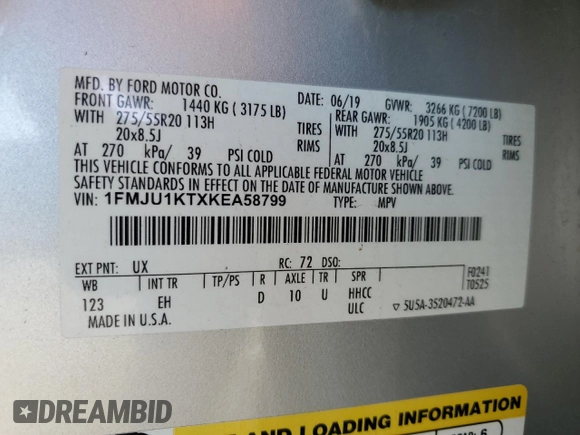 MFD. BY FORD MOTOR CO.
DATE: 06/19 GVWR: 3266 KG (7200 LB)
FRONT GAWR: 1440 KG (3175 LB) REAR GAWR: 1905 KG (4200 LB)
WITH 275/55R20 113H TIRES WITH 275/55R20 113H TIRES
20x8.5J RIMS 20x8.5J RIMS
AT 270 kPa/ 39 PSI COLD AT 270 kPa/ 39 PSI COLD
THIS VEHICLE CONFORMS TO ALL APPLICABLE FEDERAL MOTOR VEHICLE
SAFETY STANDARDS IN EFFECT ON THE DATE OF MANUFACTURE SHOWN ABOVE.
VIN: 1FMJU1KTXKEA58799 TYPE: MPV
EXT PNT: UX RC: 72 DSO:
WB INT TR TP/PS R AXLE TR SPR F0241
T0525
123 EH D 10 U HHCC
ULC ▽ 5U5A-3520472-AA
MADE IN U.S.A.
AND LOADING INFORMATION
DREAMBID